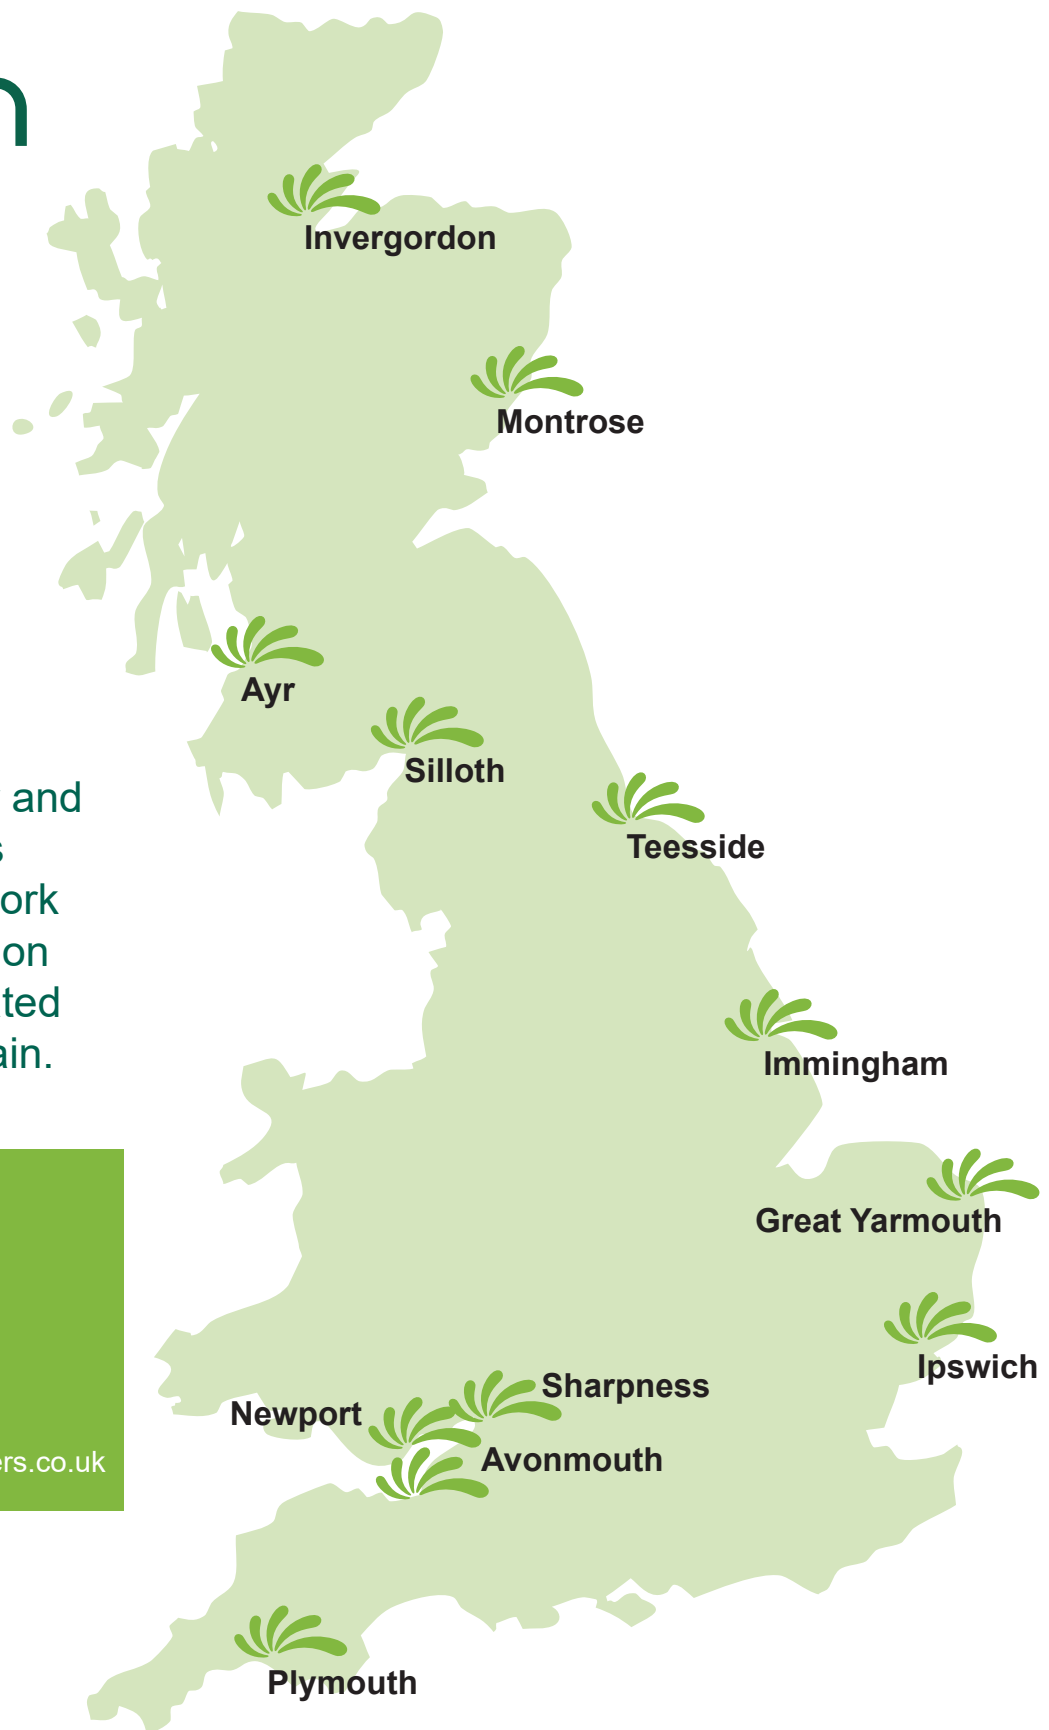 n
Invergordon
Montrose
Ayr
Silloth
Teesside
and
s
ork
on
ted
ain.
Immingham
Great Yarmouth
Ipswich
Sharpness
Newport
Avonmouth
ers.co.uk
Plymouth